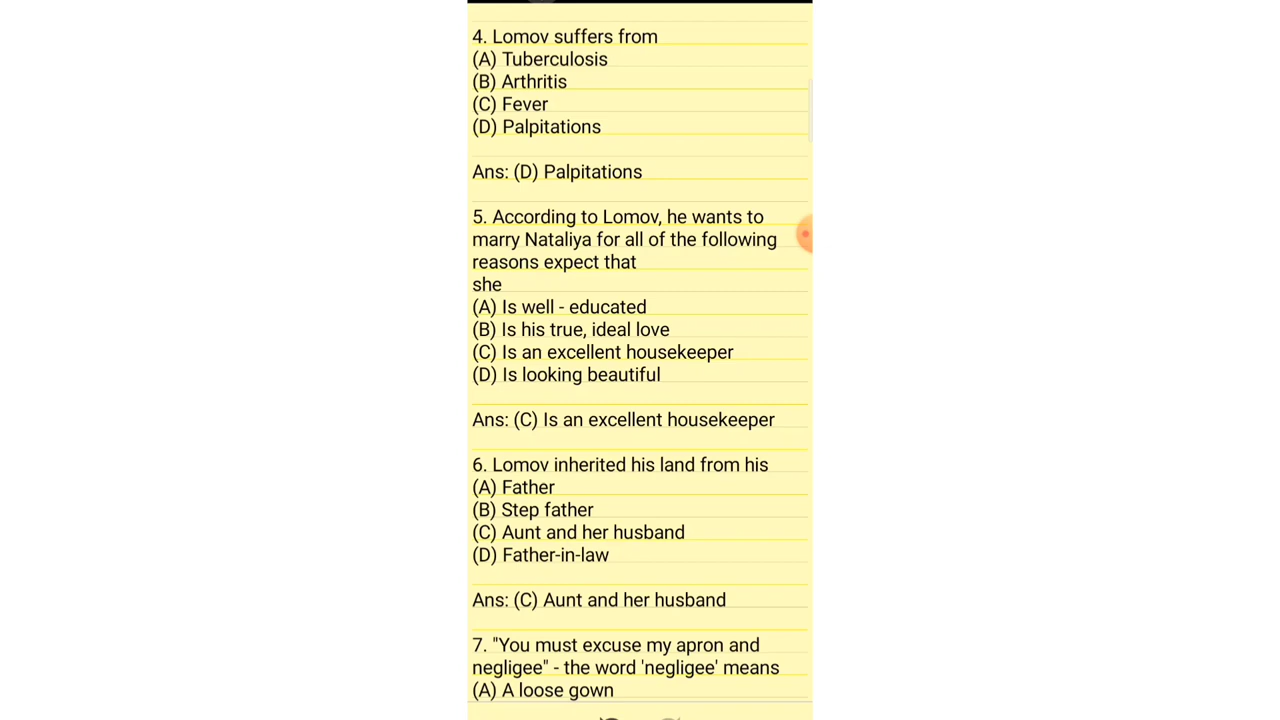 4. Lomov suffers from
(A) Tuberculosis
(B) Arthritis
(C) Fever
(D) Palpitations
Ans: (D) Palpitations
5. According to Lomov, he wants to
marry Nataliya for all of the following
reasons expect that
she
(A) Is well - educated
(B) Is his true, ideal love
(C) Is an excellent housekeeper
(D) Is looking beautiful
Ans: (C) Is an excellent housekeeper
6. Lomov inherited his land from his
(A) Father
(B) Step father
(C) Aunt and her husband
(D) Father-in-law
Ans: (C) Aunt and her husband
7. "You must excuse my apron and
negligee" - the word 'negligee' means
(A) A loose gown